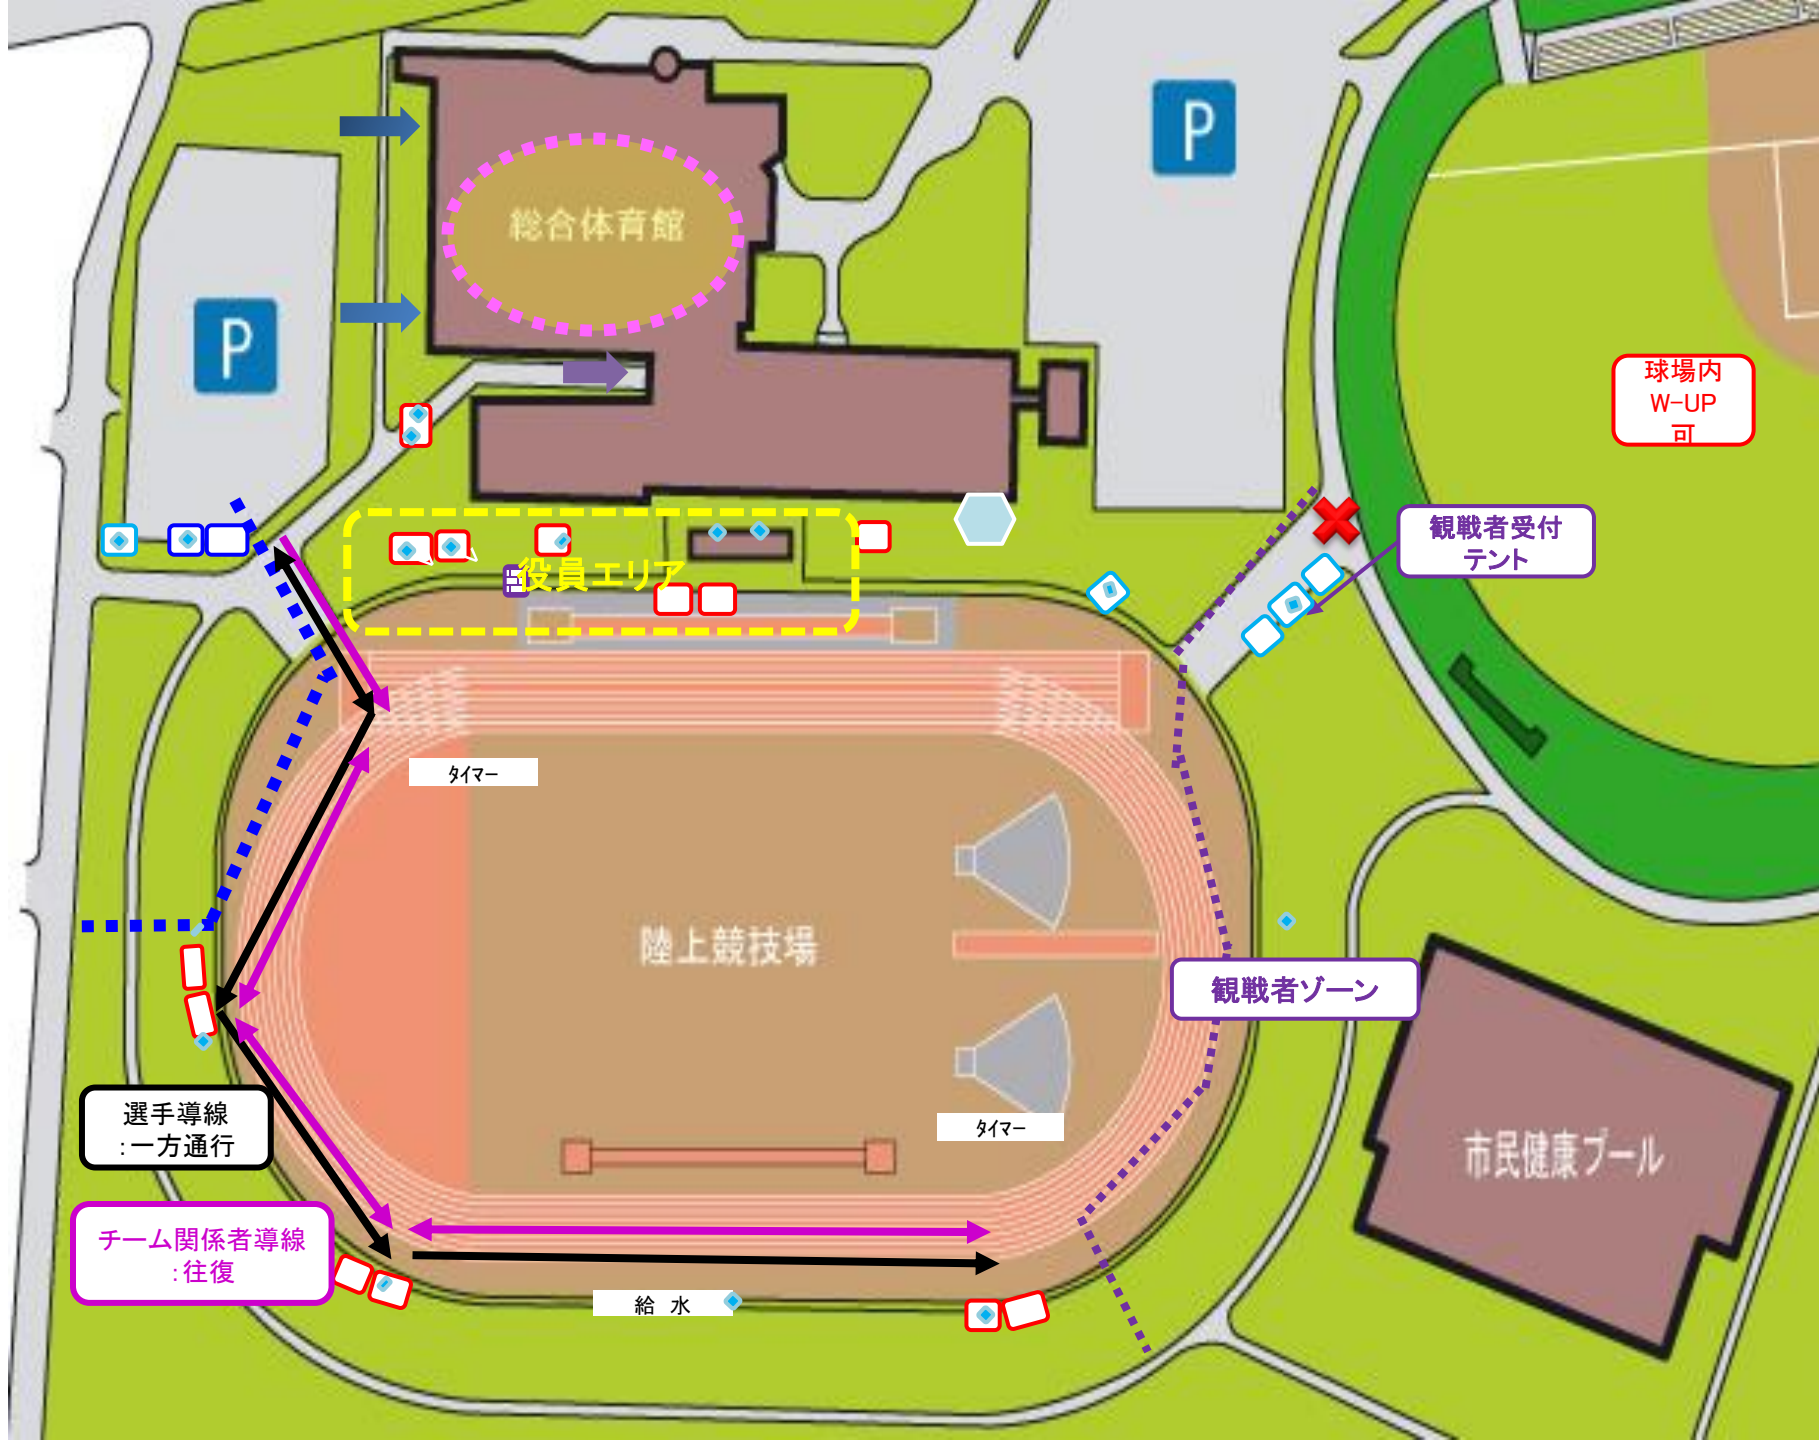 P
総合体育館
P
球場内
W-UP
可
観戦者受付
テント
役員エリア
ﾀｲﾏｰ
陸上競技場
観戦者ゾーン
選手導線
:一方通行
ﾀｲﾏｰ
市民健康プール
チーム関係者導線
:往復
給 水